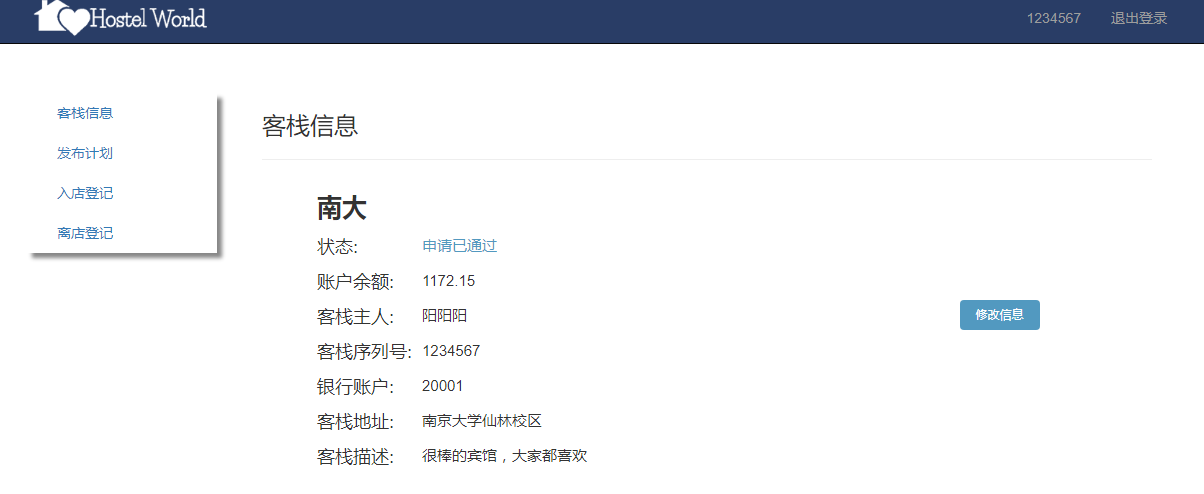 Hostel World
1234567 退出登录
客栈信息
发布计划
入店登记
离店登记
客栈信息
南大
状态: 申请已通过
账户余额: 1172.15
客栈主人: 阳阳阳
修改信息
客栈序列号: 1234567
银行账户: 20001
客栈地址: 南京大学仙林校区
客栈描述: 很棒的宾馆，大家都喜欢